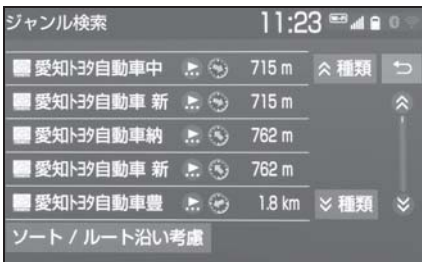 ジャンル検索 11:23
愛知トヨタ自動車中 715 m 種類
愛知トヨタ自動車 新 715 m
愛知トヨタ自動車納 762 m
愛知トヨタ自動車 新 762 m
愛知トヨタ自動車豊 1.8 km 種類
ソート / ルート沿い考慮